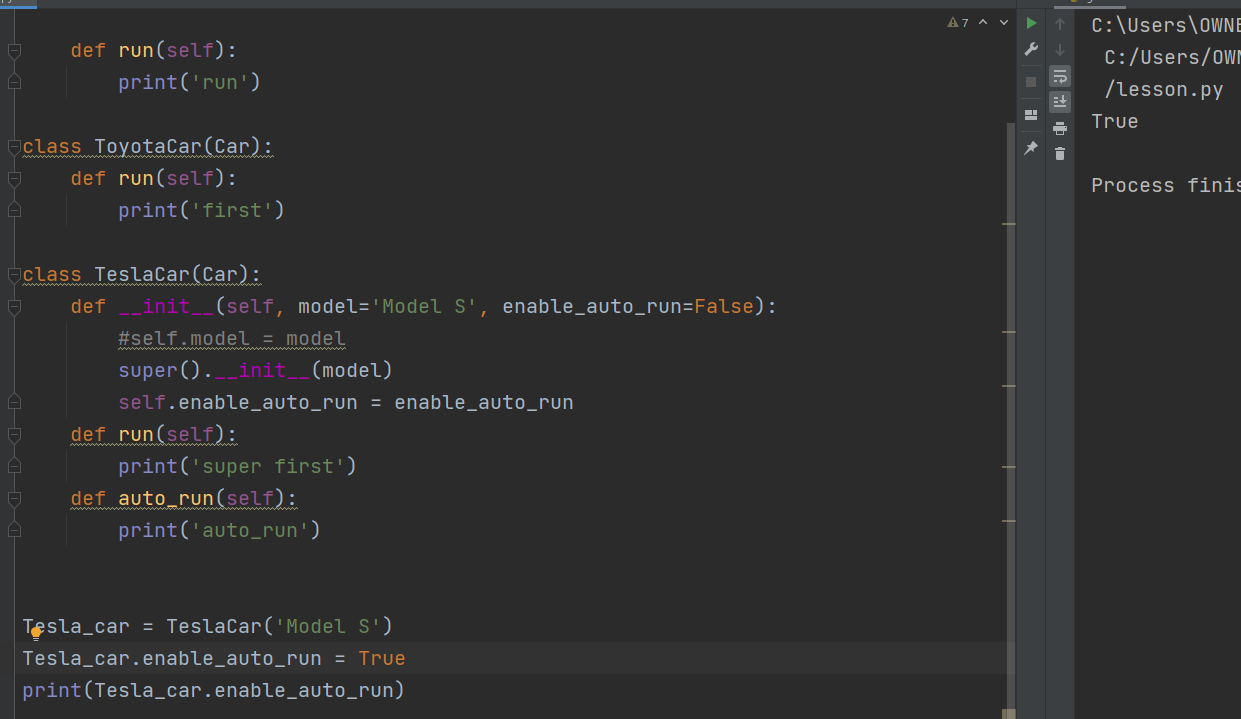 7
def run(self):
print('run')
class ToyotaCar(Car):
def run(self):
print('first')
class TeslaCar(Car):
def __init__(self, model='Model S', enable_auto_run=False):
#self.model = model
super().__init__(model)
self.enable_auto_run = enable_auto_run
def run(self):
print('super first')
def auto_run(self):
print('auto_run')
Tesla_car = TeslaCar('Model S')
Tesla_car.enable_auto_run = True
print(Tesla_car.enable_auto_run)
C:\Users\OWNE
C:/Users/OWN
/lesson.py
True
Process finis